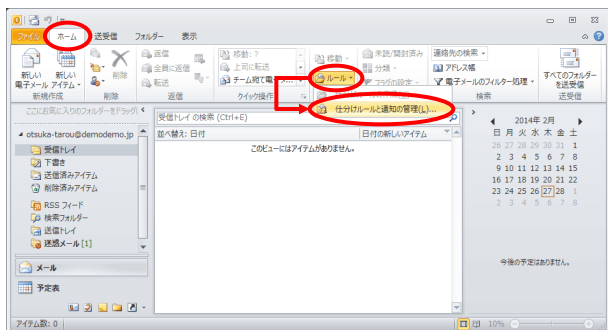 ファイル ホーム 送受信 フォルダー 表示
新しい電子メール
新しいアイテム
新規作成
削除
削除
返信
全員に返信
転送
返信
移動: ?
上司に転送
チーム宛て電子メ...
クイック操作
移動
ルール
仕分けルールと通知の管理(L)...
未読/開封済み
分類
フラグの設定
連絡先の検索
アドレス帳
電子メールのフィルター処理
検索
すべてのフォルダーを送受信
送受信
ここにお気に入りのフォルダーをドラッグ
otsuka-tarou@demodemo.jp
受信トレイ
下書き
送信済みアイテム
削除済みアイテム
RSS フィード
検索フォルダー
送信トレイ
迷惑メール [1]
メール
予定表
受信トレイ の検索 (Ctrl+E)
並べ替え: 日付 日付の新しいアイテム
このビューにはアイテムがありません。
2014年 2月
日 月 火 水 木 金 土
26 27 28 29 30 31 1
2 3 4 5 6 7 8
9 10 11 12 13 14 15
16 17 18 19 20 21 22
23 24 25 26 27 28 1
2 3 4 5 6 7 8
今後の予定はありません。
アイテム数: 0
10%